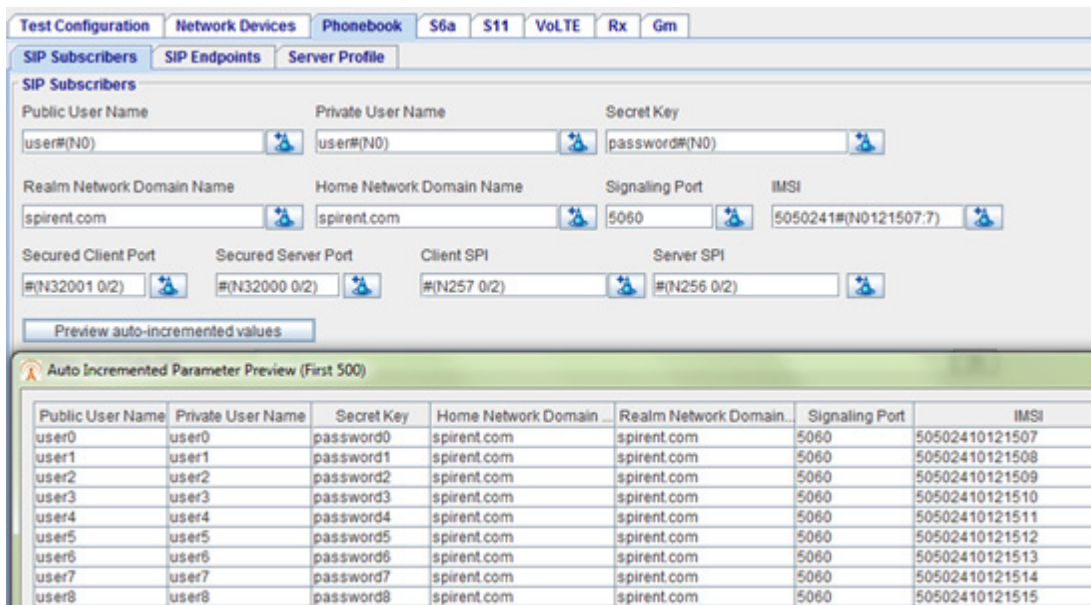 Test Configuration Network Devices Phonebook S6a S11 VoLTE Rx Gm
SIP Subscribers SIP Endpoints Server Profile
SIP Subscribers
Public User Name Private User Name Secret Key
user#(N0) user#(N0) password#(N0)
Realm Network Domain Name Home Network Domain Name Signaling Port IMSI
spirent.com spirent.com 5060 5050241#(N0121507:7)
Secured Client Port Secured Server Port Client SPI Server SPI
#(N32001 0/2) #(N32000 0/2) #(N257 0/2) #(N256 0/2)
Preview auto-incremented values
Auto Incremented Parameter Preview (First 500)
Public User Name Private User Name Secret Key Home Network Domain ... Realm Network Domain... Signaling Port IMSI
user0 user0 password0 spirent.com spirent.com 5060 50502410121507
user1 user1 password1 spirent.com spirent.com 5060 50502410121508
user2 user2 password2 spirent.com spirent.com 5060 50502410121509
user3 user3 password3 spirent.com spirent.com 5060 50502410121510
user4 user4 password4 spirent.com spirent.com 5060 50502410121511
user5 user5 password5 spirent.com spirent.com 5060 50502410121512
user6 user6 password6 spirent.com spirent.com 5060 50502410121513
user7 user7 password7 spirent.com spirent.com 5060 50502410121514
user8 user8 password8 spirent.com spirent.com 5060 50502410121515